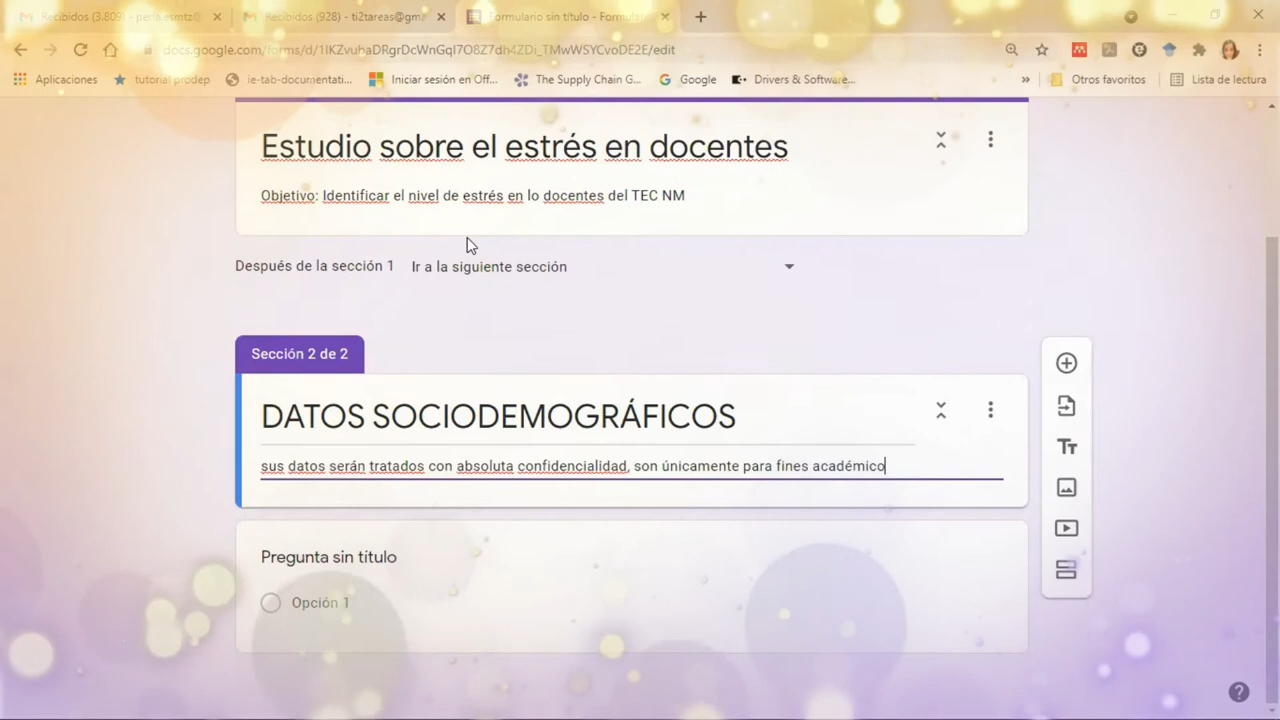 Recibidos (3.809) - perla.esmtz@
Recibidos (928) - ti2tareas@gma
Formulario sin título - Formula
docs.google.com/forms/d/1IKZvuhaDRgrDcWnGqI7O8Z7dh4ZDi_TMwWSYCvoDE2E/edit
Aplicaciones
tutorial prodep
ie-tab-documentati...
Iniciar sesión en Off...
The Supply Chain G...
Google
Drivers & Software...
»
Otros favoritos
Lista de lectura
Estudio sobre el estrés en docentes
Objetivo: Identificar el nivel de estrés en lo docentes del TEC NM
Después de la sección 1 Ir a la siguiente sección
Sección 2 de 2
DATOS SOCIODEMOGRÁFICOS
sus datos serán tratados con absoluta confidencialidad, son únicamente para fines académico
Pregunta sin título
Opción 1